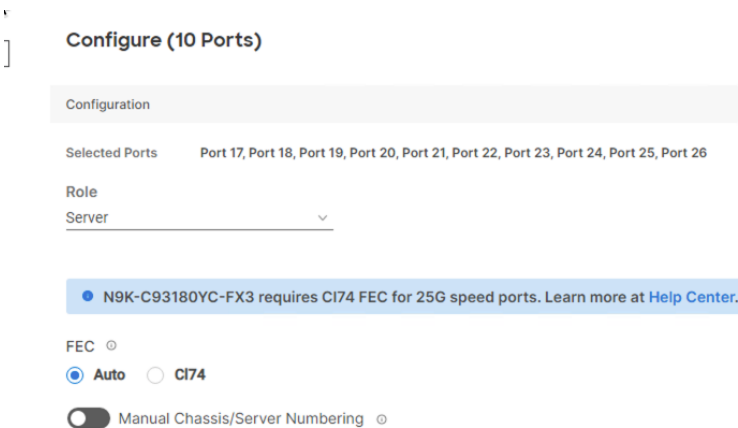 Configure (10 Ports)
Configuration
Selected Ports Port 17, Port 18, Port 19, Port 20, Port 21, Port 22, Port 23, Port 24, Port 25, Port 26
Role
Server
N9K-C93180YC-FX3 requires Cl74 FEC for 25G speed ports. Learn more at Help Center.
FEC
Auto Cl74
Manual Chassis/Server Numbering